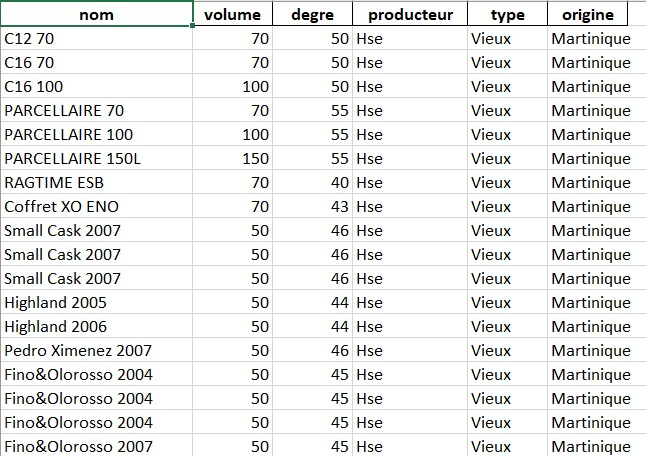 nom volume degre producteur type origine
C12 70 70 50 Hse Vieux Martinique
C16 70 70 50 Hse Vieux Martinique
C16 100 100 50 Hse Vieux Martinique
PARCELLAIRE 70 70 55 Hse Vieux Martinique
PARCELLAIRE 100 100 55 Hse Vieux Martinique
PARCELLAIRE 150L 150 55 Hse Vieux Martinique
RAGTIME ESB 70 40 Hse Vieux Martinique
Coffret XO ENO 70 43 Hse Vieux Martinique
Small Cask 2007 50 46 Hse Vieux Martinique
Small Cask 2007 50 46 Hse Vieux Martinique
Small Cask 2007 50 46 Hse Vieux Martinique
Highland 2005 50 44 Hse Vieux Martinique
Highland 2006 50 44 Hse Vieux Martinique
Pedro Ximenez 2007 50 46 Hse Vieux Martinique
Fino&Olorosso 2004 50 45 Hse Vieux Martinique
Fino&Olorosso 2004 50 45 Hse Vieux Martinique
Fino&Olorosso 2004 50 45 Hse Vieux Martinique
Fino&Olorosso 2007 50 45 Hse Vieux Martinique